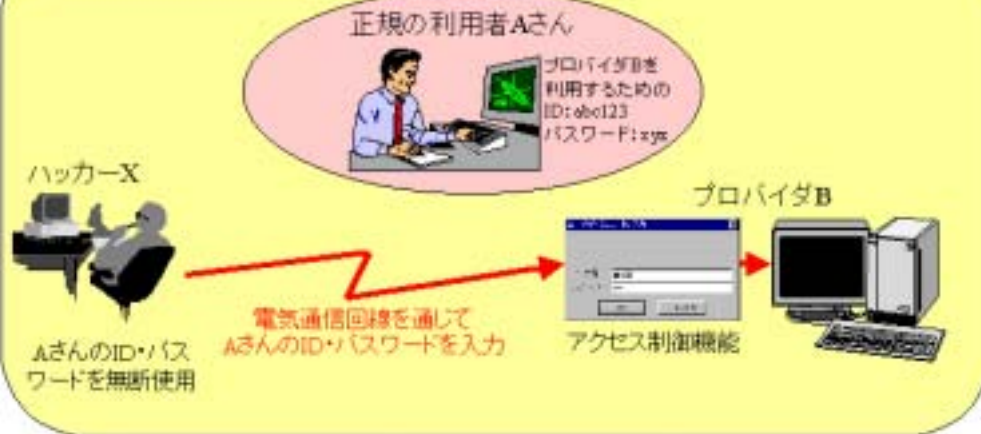 正規の利用者Aさん
プロバイダBを
利用するための
ID:abc123
パスワード:xyz
ハッカーX
プロバイダB
電気通信回線を通じて
AさんのID・パスワードを入力
アクセス制御機能
AさんのID・パス
ワードを無断使用